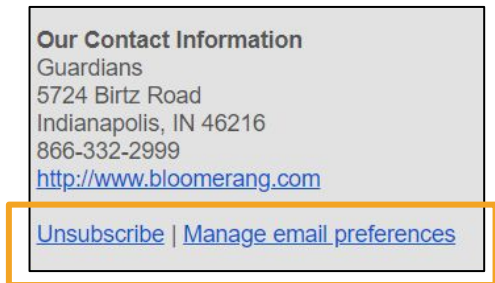 Our Contact Information
Guardians
5724 Birtz Road
Indianapolis, IN 46216
866-332-2999
http://www.bloomerang.com
Unsubscribe | Manage email preferences